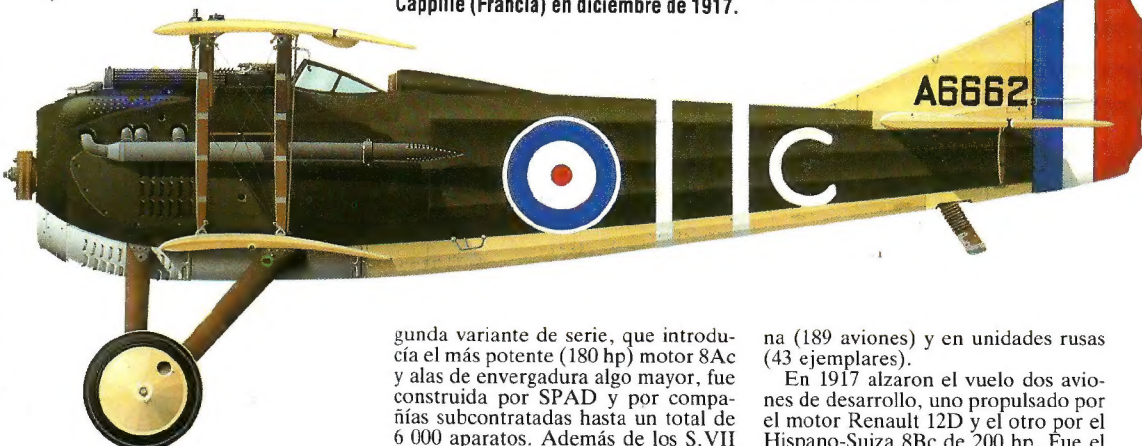 Cappille (Francia) en diciembre de 1917.
A6662
C
gunda variante de serie, que introdu-
cía el más potente (180 hp) motor 8Ac
y alas de envergadura algo mayor, fue
construida por SPAD y por compa-
ñías subcontratadas hasta un total de
6 000 aparatos. Además de los S.VII
na (189 aviones) y en unidades rusas
(43 ejemplares).
En 1917 alzaron el vuelo dos avio-
nes de desarrollo, uno propulsado por
el motor Renault 12D y el otro por el
Hispano-Suiza 8Bc de 200 hp. Fue el